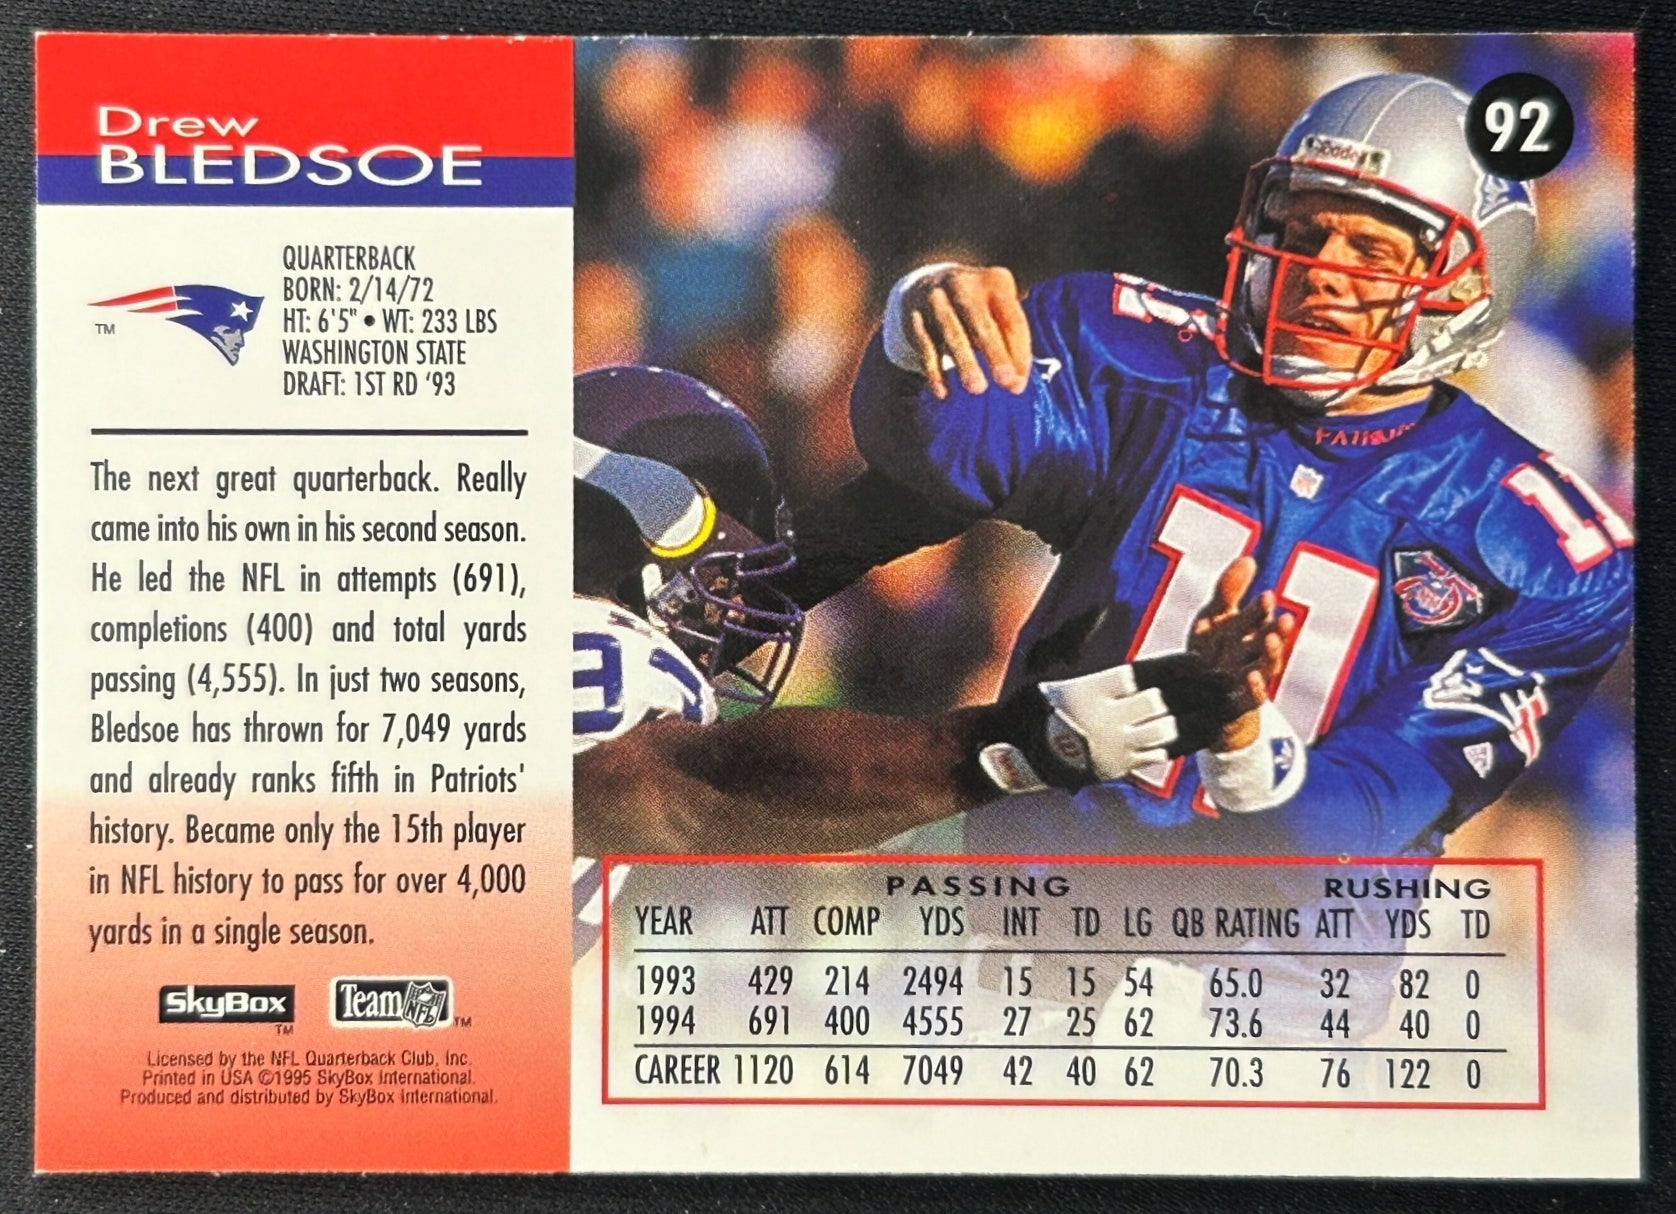 Drew
BLEDSOE
92
Riddell
QUARTERBACK
BORN: 2/14/72
HT: 6'5" • WT: 233 LBS
WASHINGTON STATE
DRAFT: 1ST RD '93
TM
The next great quarterback. Really
came into his own in his second season.
He led the NFL in attempts (691),
completions (400) and total yards
passing (4,555). In just two seasons,
Bledsoe has thrown for 7,049 yards
and already ranks fifth in Patriots'
history. Became only the 15th player
in NFL history to pass for over 4,000
yards in a single season.
SkyBox TM
Team NFL TM
Licensed by the NFL Quarterback Club, Inc.
Printed in USA ©1995 SkyBox International.
Produced and distributed by SkyBox International.
PATRIOTS
11
11
PASSING RUSHING
YEAR ATT COMP YDS INT TD LG QB RATING ATT YDS TD
1993 429 214 2494 15 15 54 65.0 32 82 0
1994 691 400 4555 27 25 62 73.6 44 40 0
CAREER 1120 614 7049 42 40 62 70.3 76 122 0